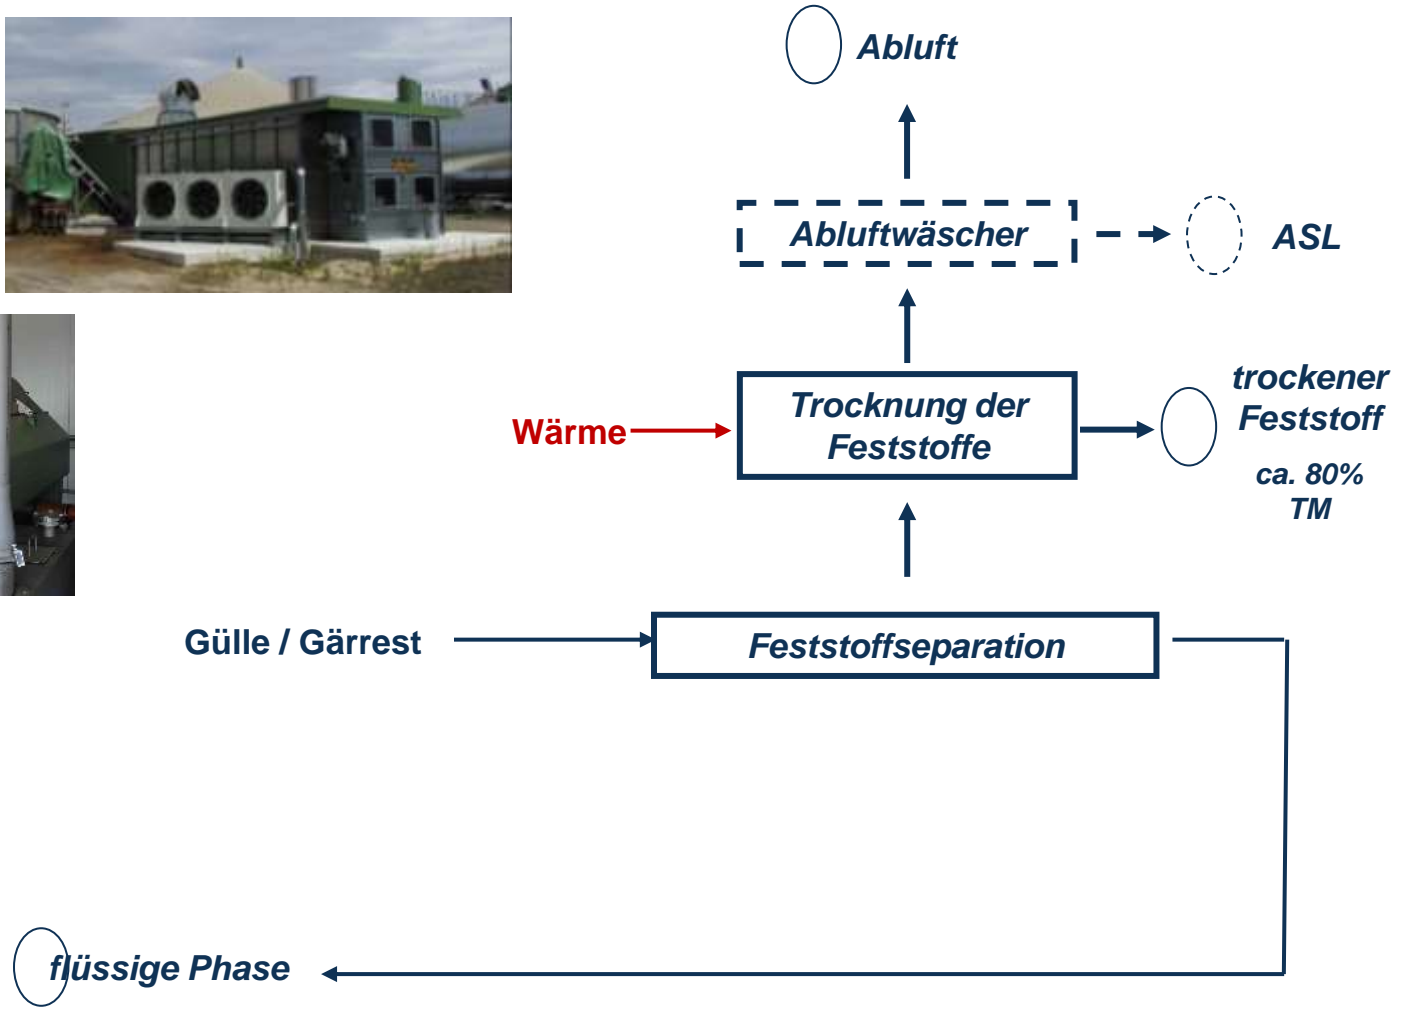 Abluft
Abluftwäscher
ASL
Wärme
Trocknung der
Feststoffe
trockener
Feststoff
ca. 80%
TM
Gülle / Gärrest
Feststoffseparation
flüssige Phase